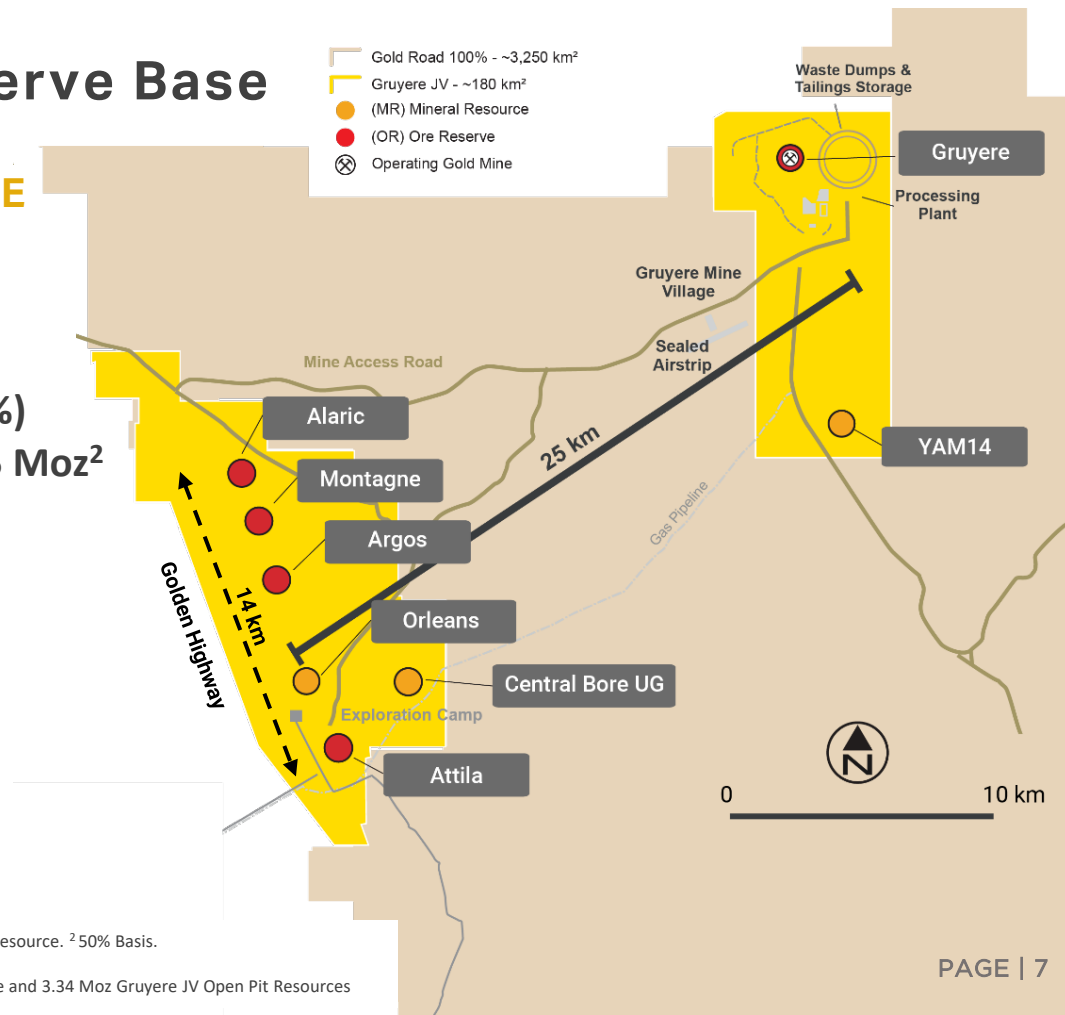 erve Base
Gold Road 100% - ~3,250 km²
Gruyere JV - ~180 km²
(MR) Mineral Resource
(OR) Ore Reserve
Operating Gold Mine
E
%)
Moz²
Waste Dumps &
Tailings Storage
Gruyere
Processing
Plant
Gruyere Mine
Village
Sealed
Airstrip
Mine Access Road
Alaric
Montagne
Argos
25 km
YAM14
Gas Pipeline
Golden Highway
14 km
Orleans
Central Bore UG
Exploration Camp
Attila
N
0 10 km
esource. ² 50% Basis.
e and 3.34 Moz Gruyere JV Open Pit Resources
PAGE | 7